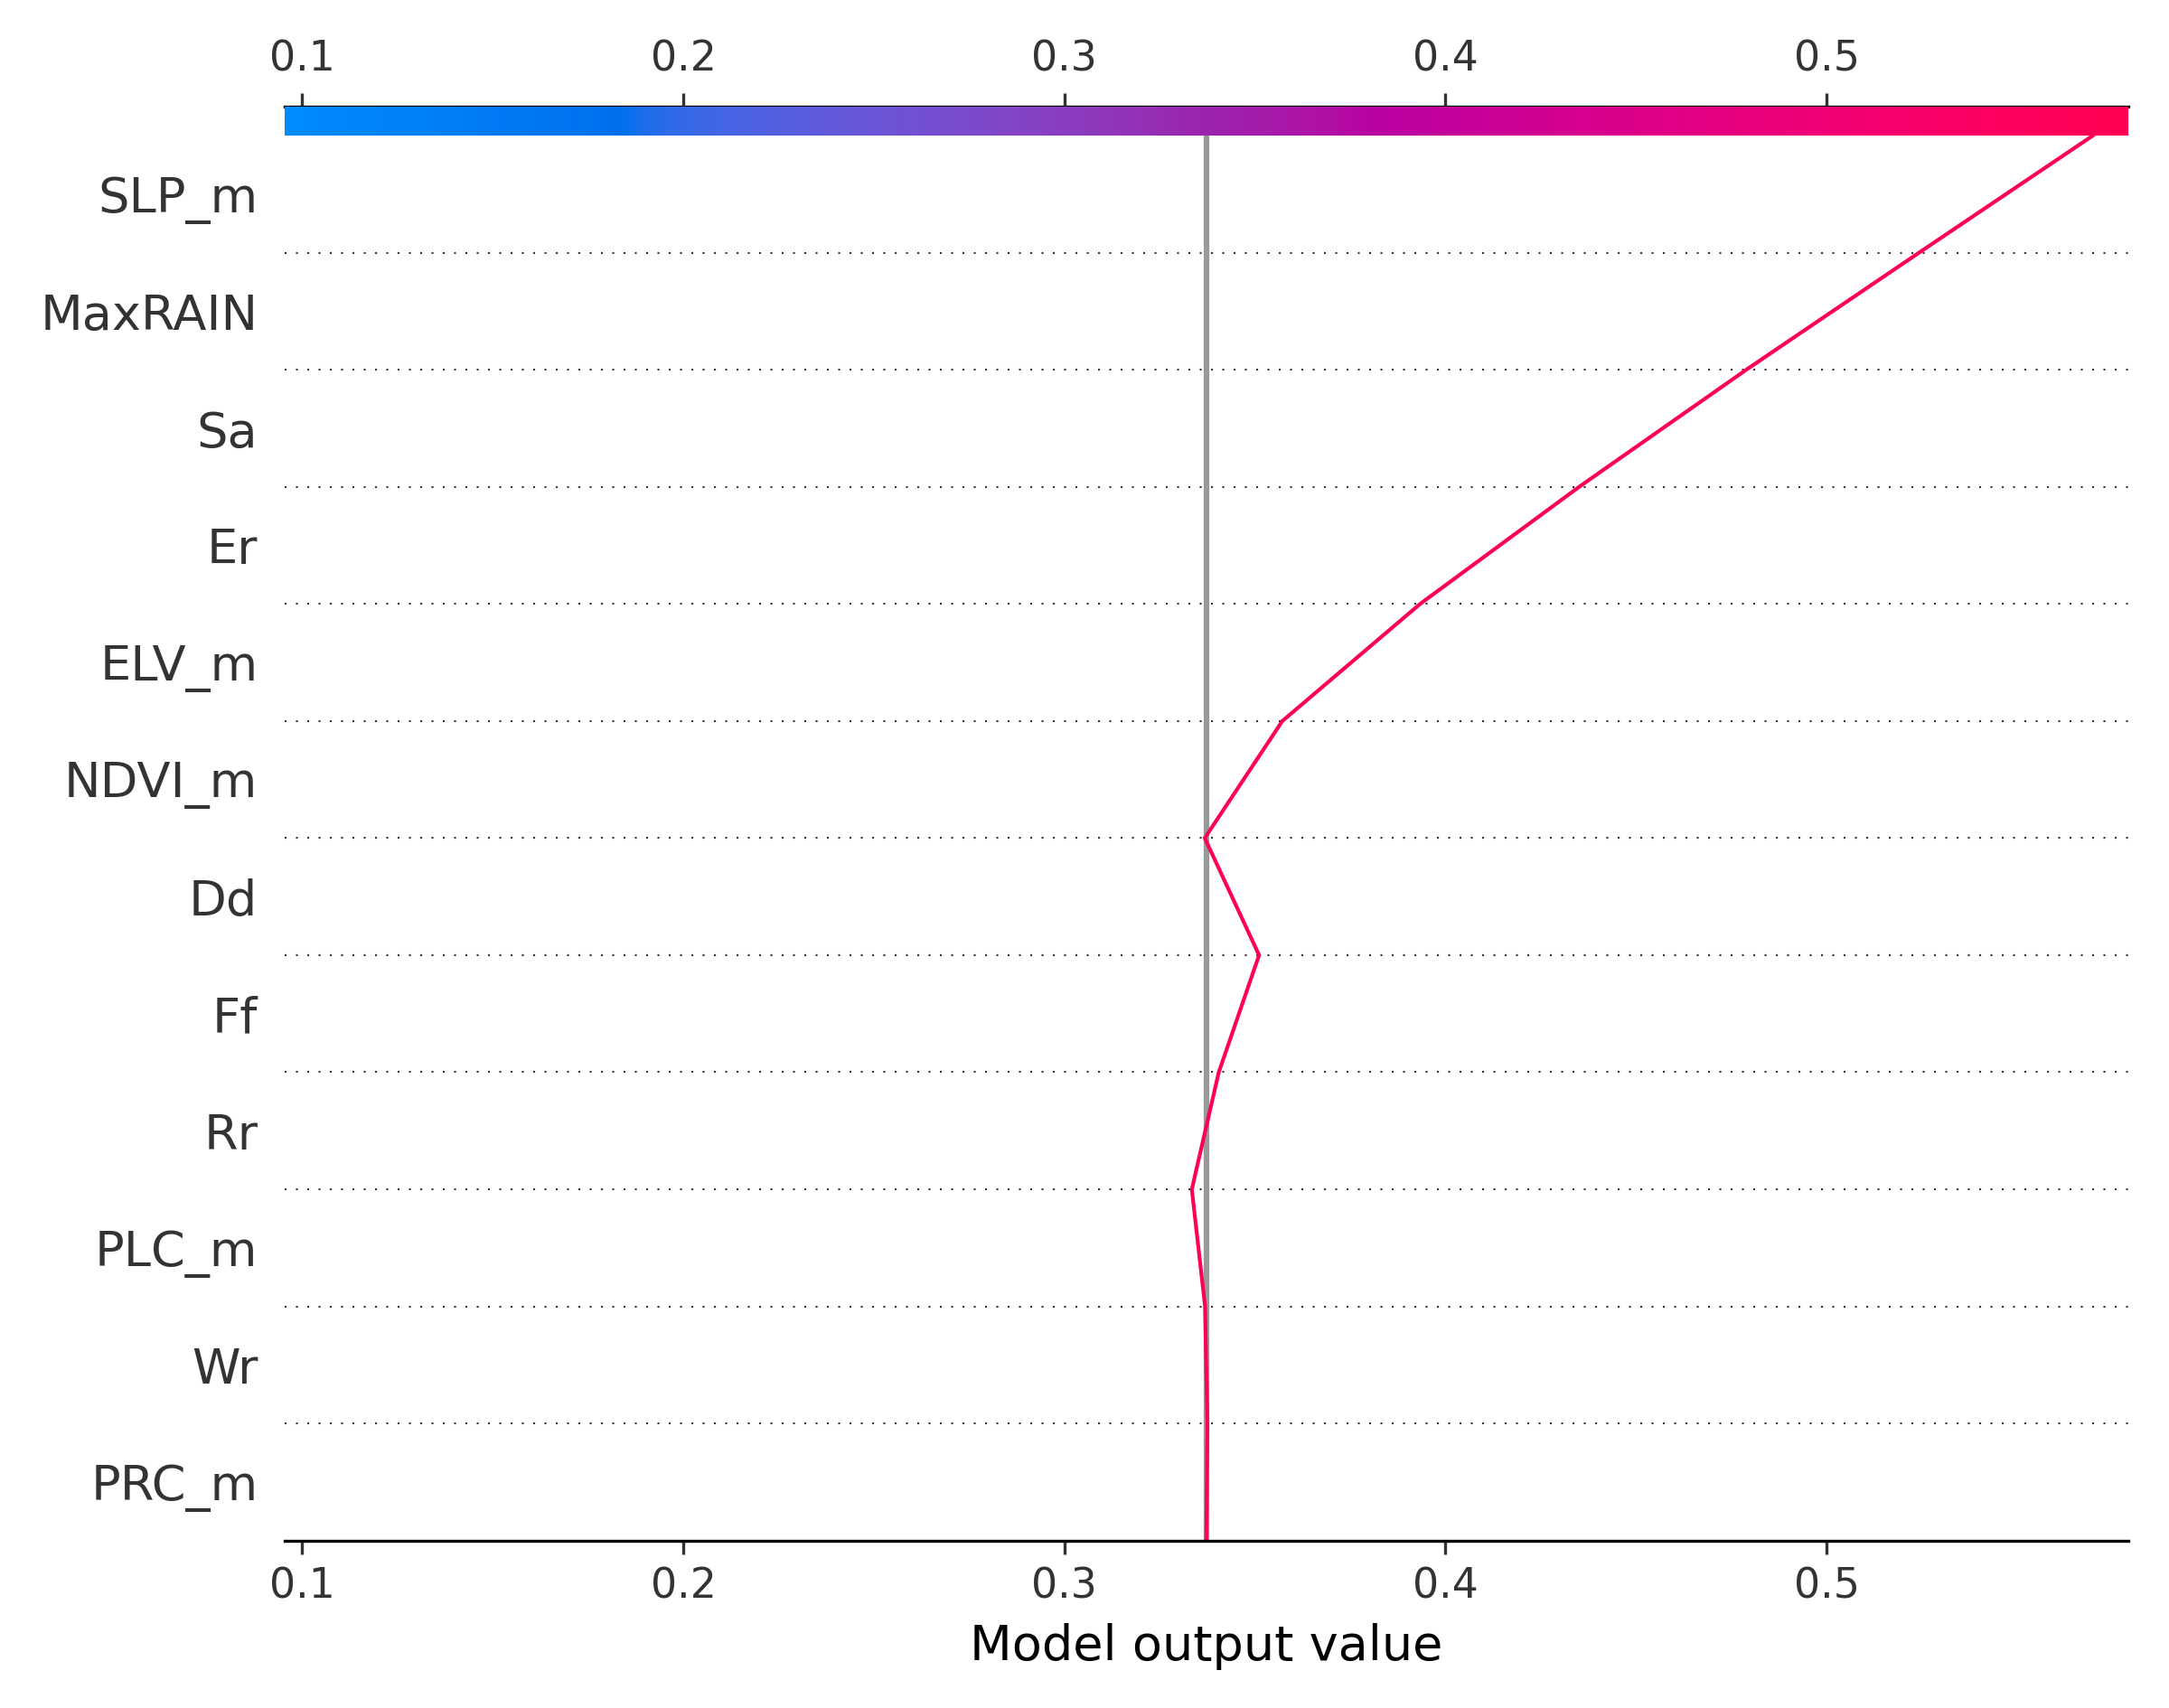 0.1 0.2 0.3 0.4 0.5
SLP_m
MaxRAIN
Sa
Er
ELV_m
NDVI_m
Dd
Ff
Rr
PLC_m
Wr
PRC_m
0.1 0.2 0.3 0.4 0.5
Model output value